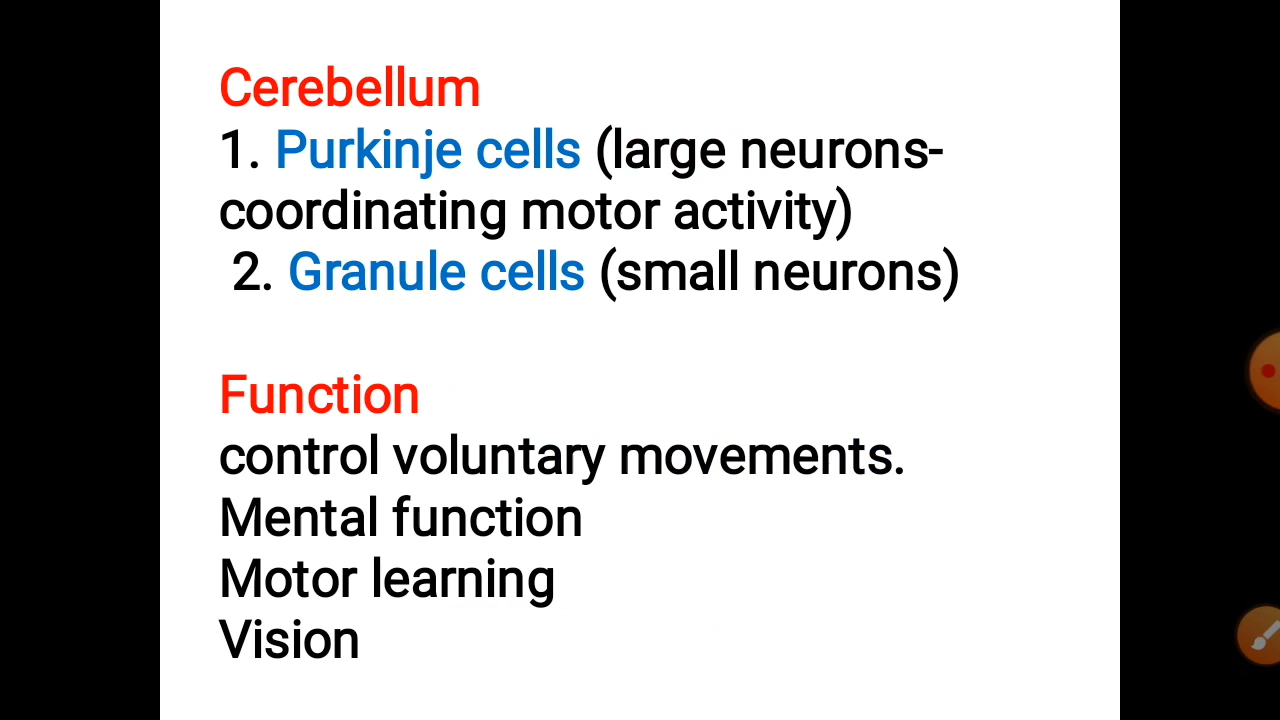 Cerebellum
1. Purkinje cells (large neurons-
coordinating motor activity)
2. Granule cells (small neurons)
Function
control voluntary movements.
Mental function
Motor learning
Vision